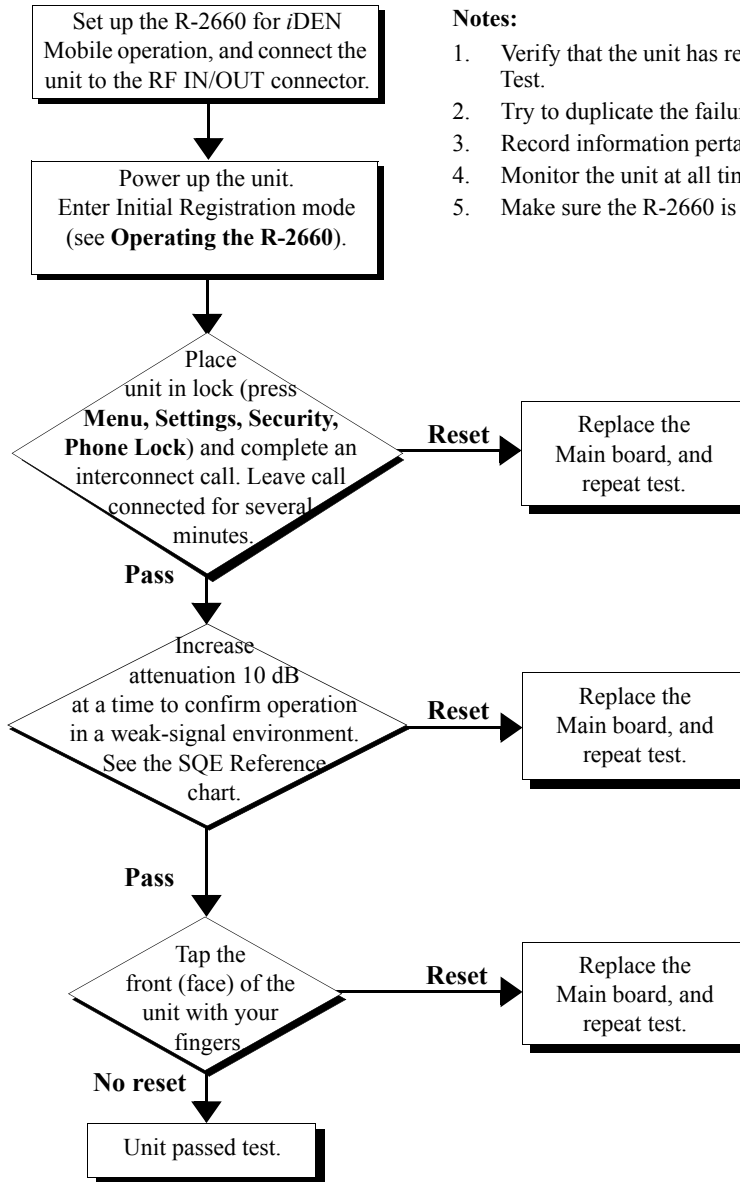 Set up the R-2660 for iDEN
Mobile operation, and connect the
unit to the RF IN/OUT connector.
Notes:
1. Verify that the unit has
Test.
2. Try to duplicate the
3. Record information
4. Monitor the unit at all
5. Make sure the R-2660 is
Power up the unit.
Enter Initial Registration mode
(see Operating the R-2660).
Place
unit in lock (press
Menu, Settings, Security,
Phone Lock) and complete an
interconnect call. Leave call
connected for several
minutes.
Reset
Replace the
Main board, and
repeat test.
Pass
Increase
attenuation 10 dB
at a time to confirm operation
in a weak-signal environment.
See the SQE Reference
chart.
Reset
Replace the
Main board, and
repeat test.
Pass
Tap the
front (face) of the
unit with your
fingers.
Reset
Replace the
Main board, and
repeat test.
No reset
Unit passed test.